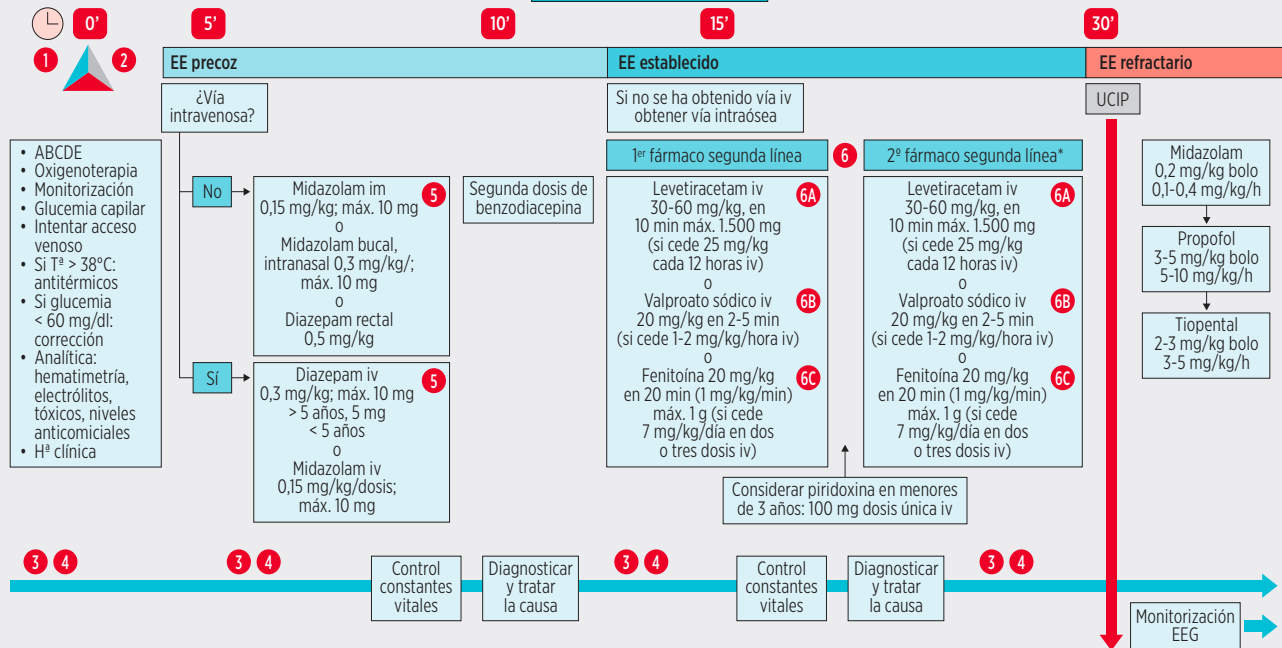 0’
5’
10’
15’
30’
1
2
EE precoz
EE establecido
EE refractario
¿Vía
intravenosa?
Si no se ha obtenido vía iv
obtener vía intraósea
UCIP
• ABCDE
• Oxigenoterapia
• Monitorización
• Glucemia capilar
• Intentar acceso
venoso
• Si Tª > 38ºC:
antitérmicos
• Si glucemia
< 60 mg/dl:
corrección
• Analítica:
hematimetría,
electrólitos,
tóxicos, niveles
anticomiciales
• Hª clínica
No
Midazolam im
0,15 mg/kg; máx. 10 mg
o
Midazolam bucal,
intranasal 0,3 mg/kg/;
máx. 10 mg
o
Diazepam rectal
0,5 mg/kg
5
Sí
Diazepam iv
0,3 mg/kg; máx. 10 mg
> 5 años, 5 mg
< 5 años
o
Midazolam iv
0,15 mg/kg/dosis;
máx. 10 mg
5
Segunda dosis de
benzodiacepina
1er fármaco segunda línea
6
2º fármaco segunda línea*
Levetiracetam iv
30-60 mg/kg, en
10 min máx. 1.500 mg
(si cede 25 mg/kg
cada 12 horas iv)
o
Valproato sódico iv
20 mg/kg en 2-5 min
(si cede 1-2 mg/kg/hora iv)
o
Fenitoína 20 mg/kg
en 20 min (1 mg/kg/min)
máx. 1 g (si cede
7 mg/kg/día en dos
o tres dosis iv)
6A
6B
6C
Levetiracetam iv
30-60 mg/kg, en
10 min máx. 1.500 mg
(si cede 25 mg/kg
cada 12 horas iv)
o
Valproato sódico iv
20 mg/kg en 2-5 min
(si cede 1-2 mg/kg/hora iv)
o
Fenitoína 20 mg/kg
en 20 min (1 mg/kg/min)
máx. 1 g (si cede
7 mg/kg/día en dos
o tres dosis iv)
6A
6B
6C
Considerar piridoxina en menores
de 3 años: 100 mg dosis única iv
Midazolam
0,2 mg/kg bolo
0,1-0,4 mg/kg/h
Propofol
3-5 mg/kg bolo
5-10 mg/kg/h
Tiopental
2-3 mg/kg bolo
3-5 mg/kg/h
3 4
3 4
Control
constantes
vitales
Diagnosticar
y tratar
la causa
3 4
Control
constantes
vitales
Diagnosticar
y tratar
la causa
3 4
Monitorización
EEG